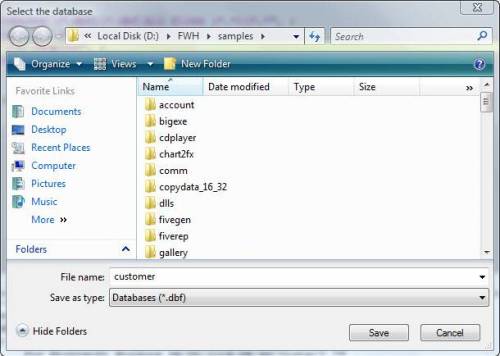 Select the database
Local Disk (D:) FWH samples
Search
Organize Views New Folder
Favorite Links
Documents
Desktop
Recent Places
Computer
Pictures
Music
More »
Folders
Name Date modified Type Size »
account
bigexe
cdplayer
chart2fx
comm
copydata_16_32
dlls
fivegen
fiverep
gallery
File name: customer
Save as type: Databases (*.dbf)
Hide Folders
Save Cancel